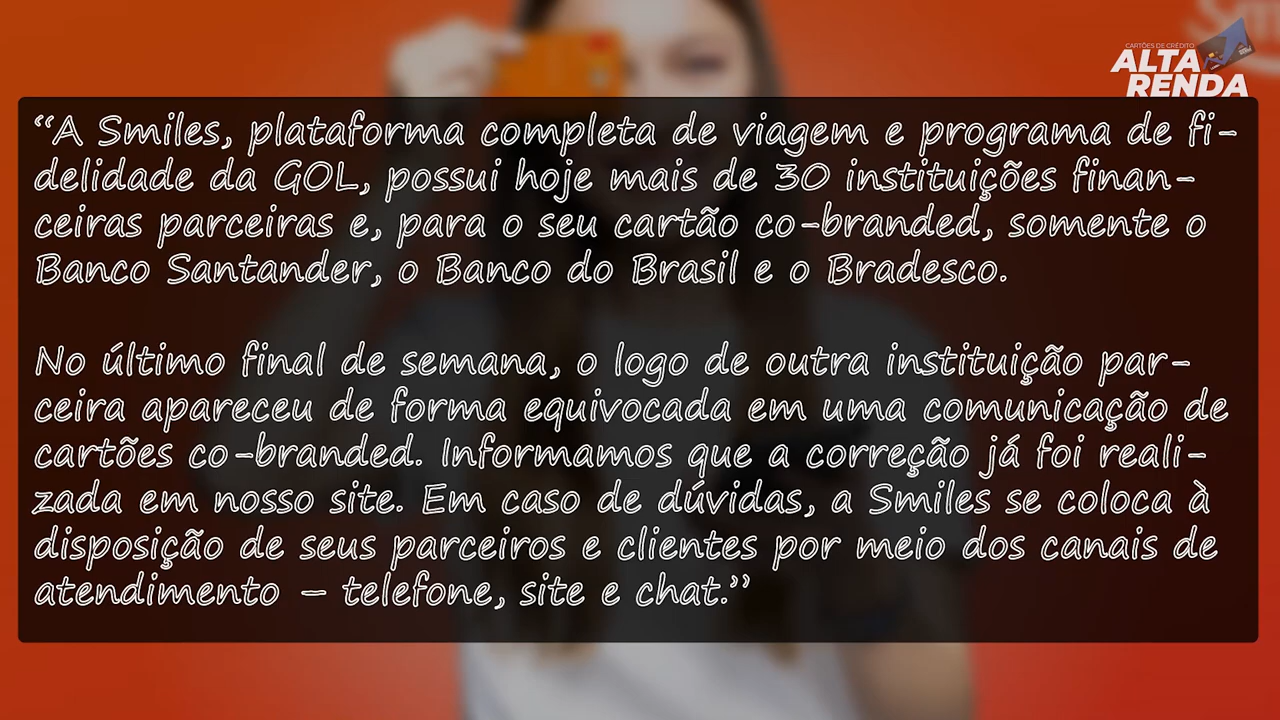 Sm
CARTÕES DE CRÉDITO
ALTA
RENDA
“A Smiles, plataforma completa de viagem e programa de fi-
delidade da GOL, possui hoje mais de 30 instituições finan-
ceiras parceiras e, para o seu cartão co-branded, somente o
Banco Santander, o Banco do Brasil e o Bradesco.
No último final de semana, o logo de outra instituição par-
ceira apareceu de forma equivocada em uma comunicação de
cartões co-branded. Informamos que a correção já foi reali-
zada em nosso site. Em caso de dúvidas, a Smiles se coloca à
disposição de seus parceiros e clientes por meio dos canais de
atendimento – telefone, site e chat.”